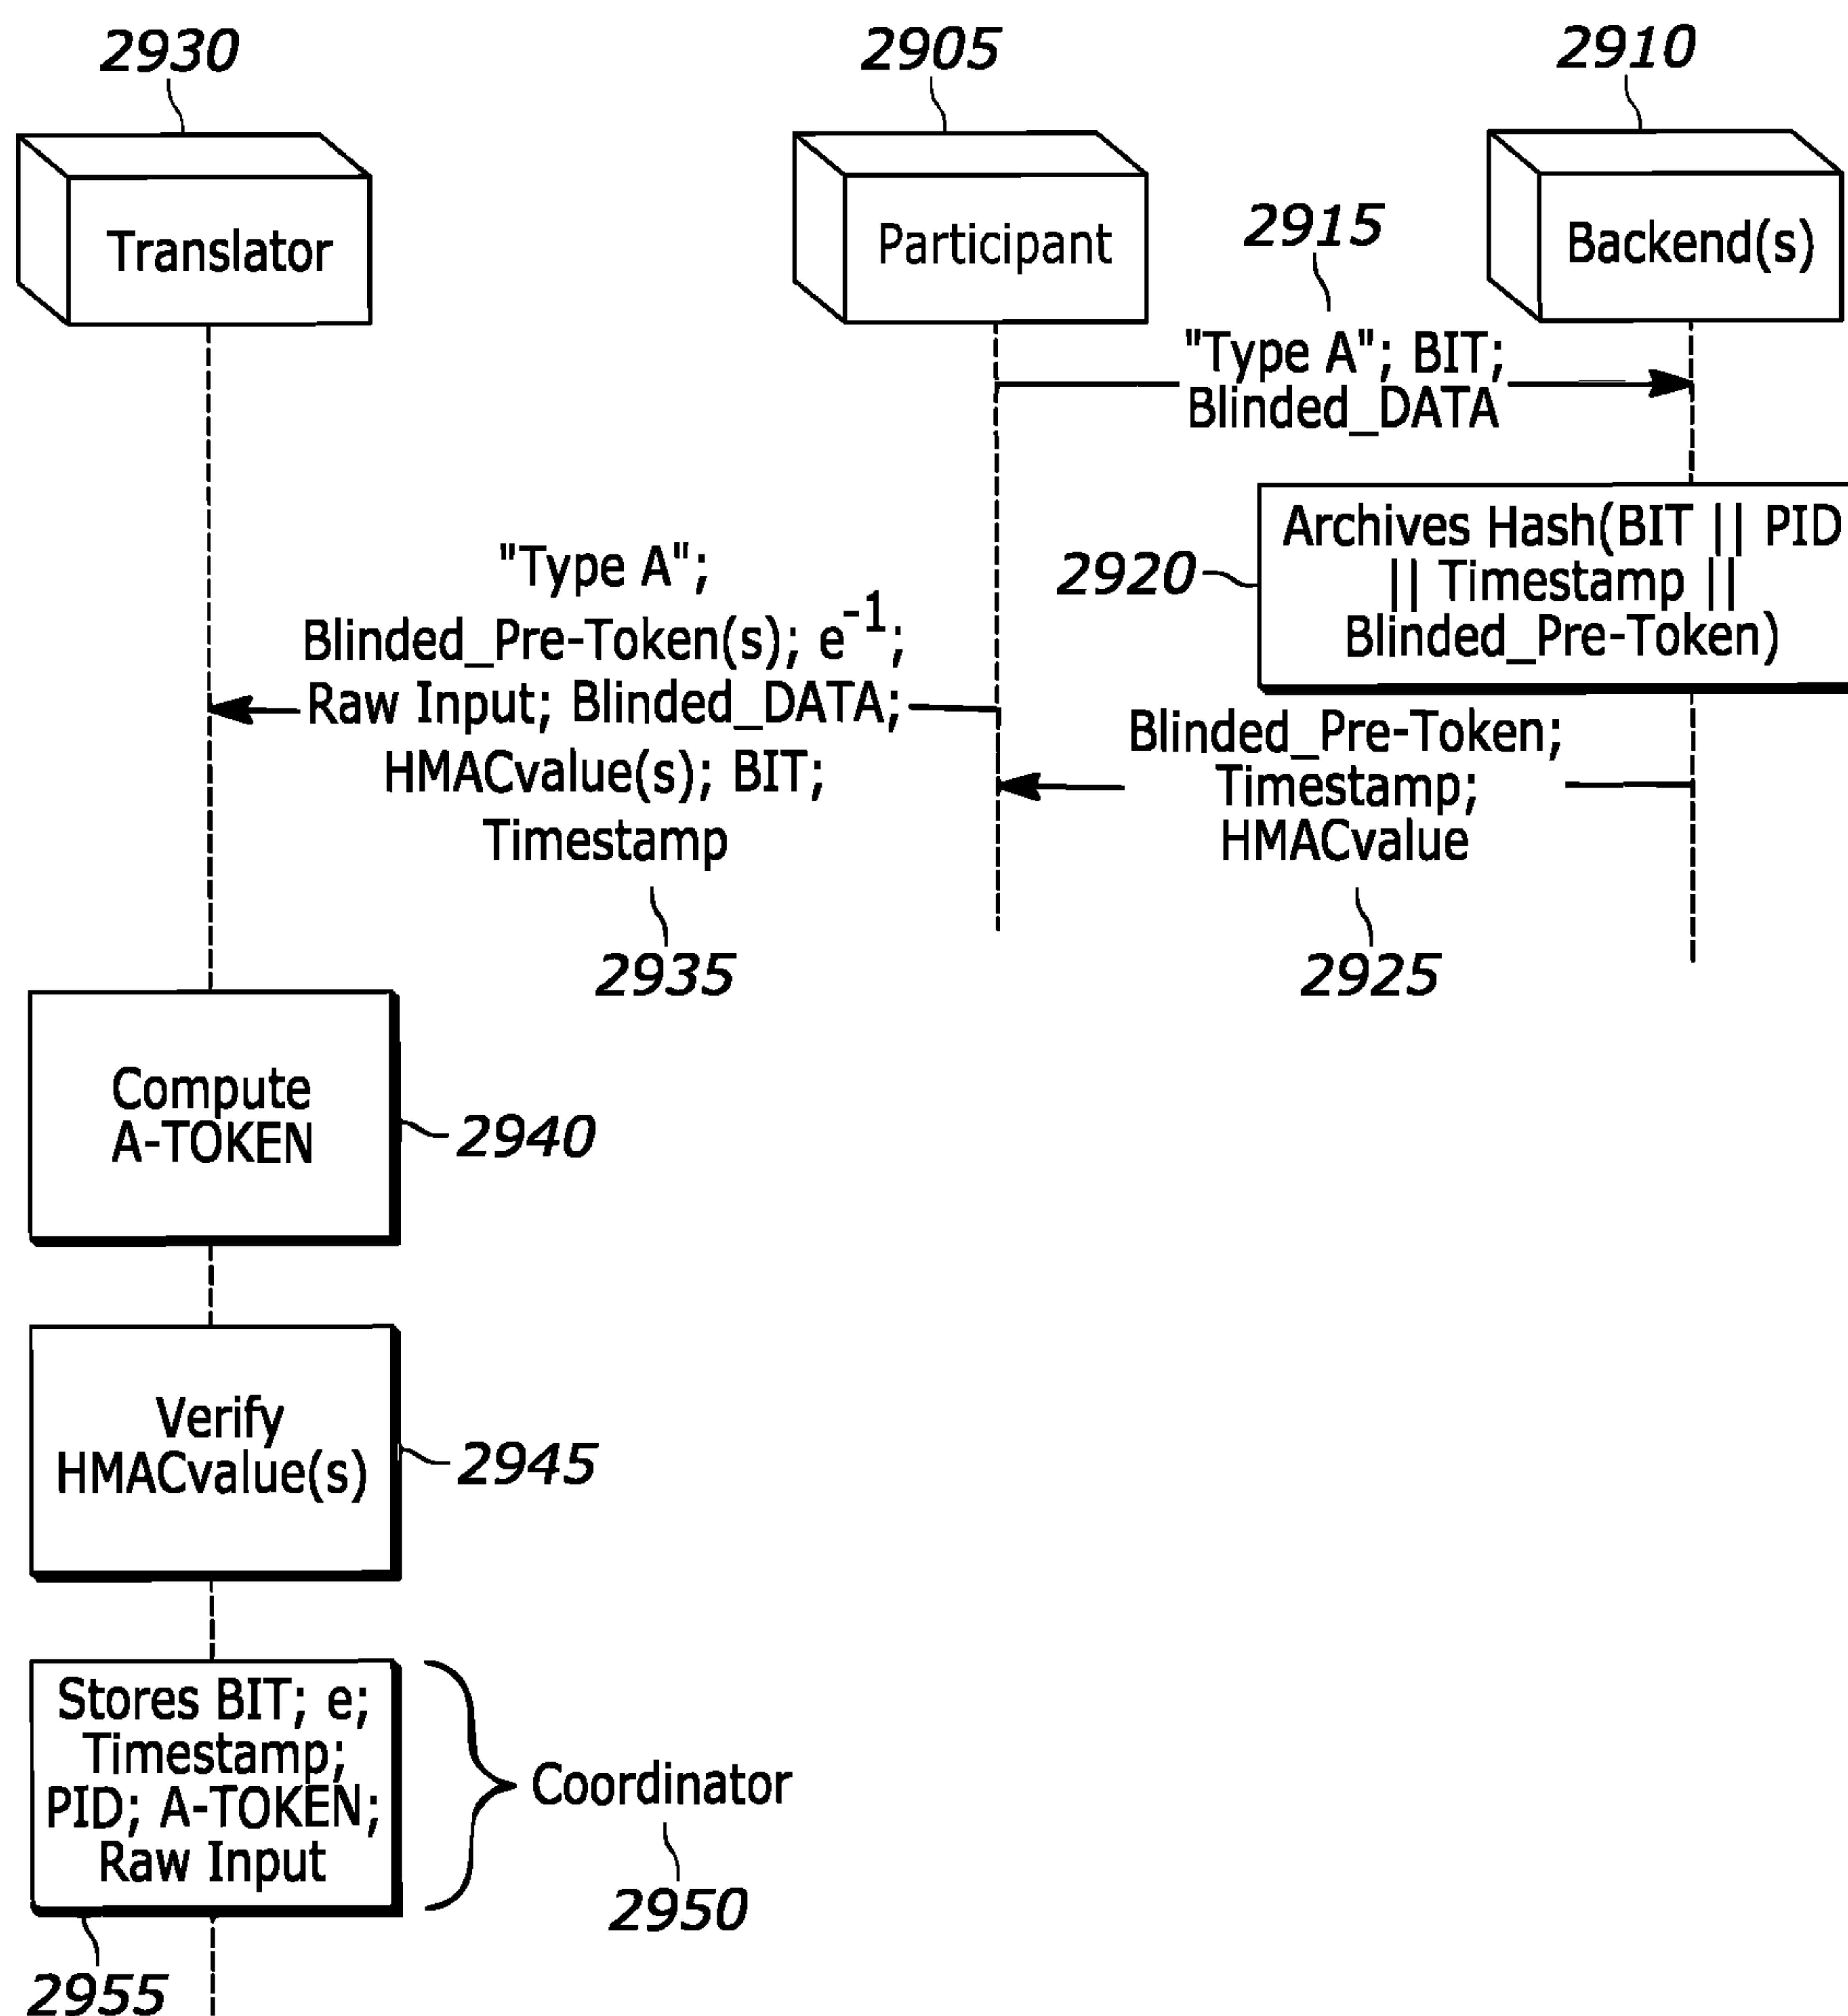 2930
2905
2910
Translator
Participant
Backend(s)
2915
"Type A"; BIT;
Blinded_DATA
2920
Archives Hash(BIT || PID
|| Timestamp ||
Blinded_Pre-Token)
"Type A";
Blinded_Pre-Token(s); e⁻¹;
Raw Input; Blinded_DATA;
HMACvalue(s); BIT;
Timestamp
2935
Blinded_Pre-Token;
Timestamp;
HMACvalue
2925
Compute
A-TOKEN
2940
Verify
HMACvalue(s)
2945
Stores BIT; e;
Timestamp;
PID; A-TOKEN;
Raw Input
2955
Coordinator
2950